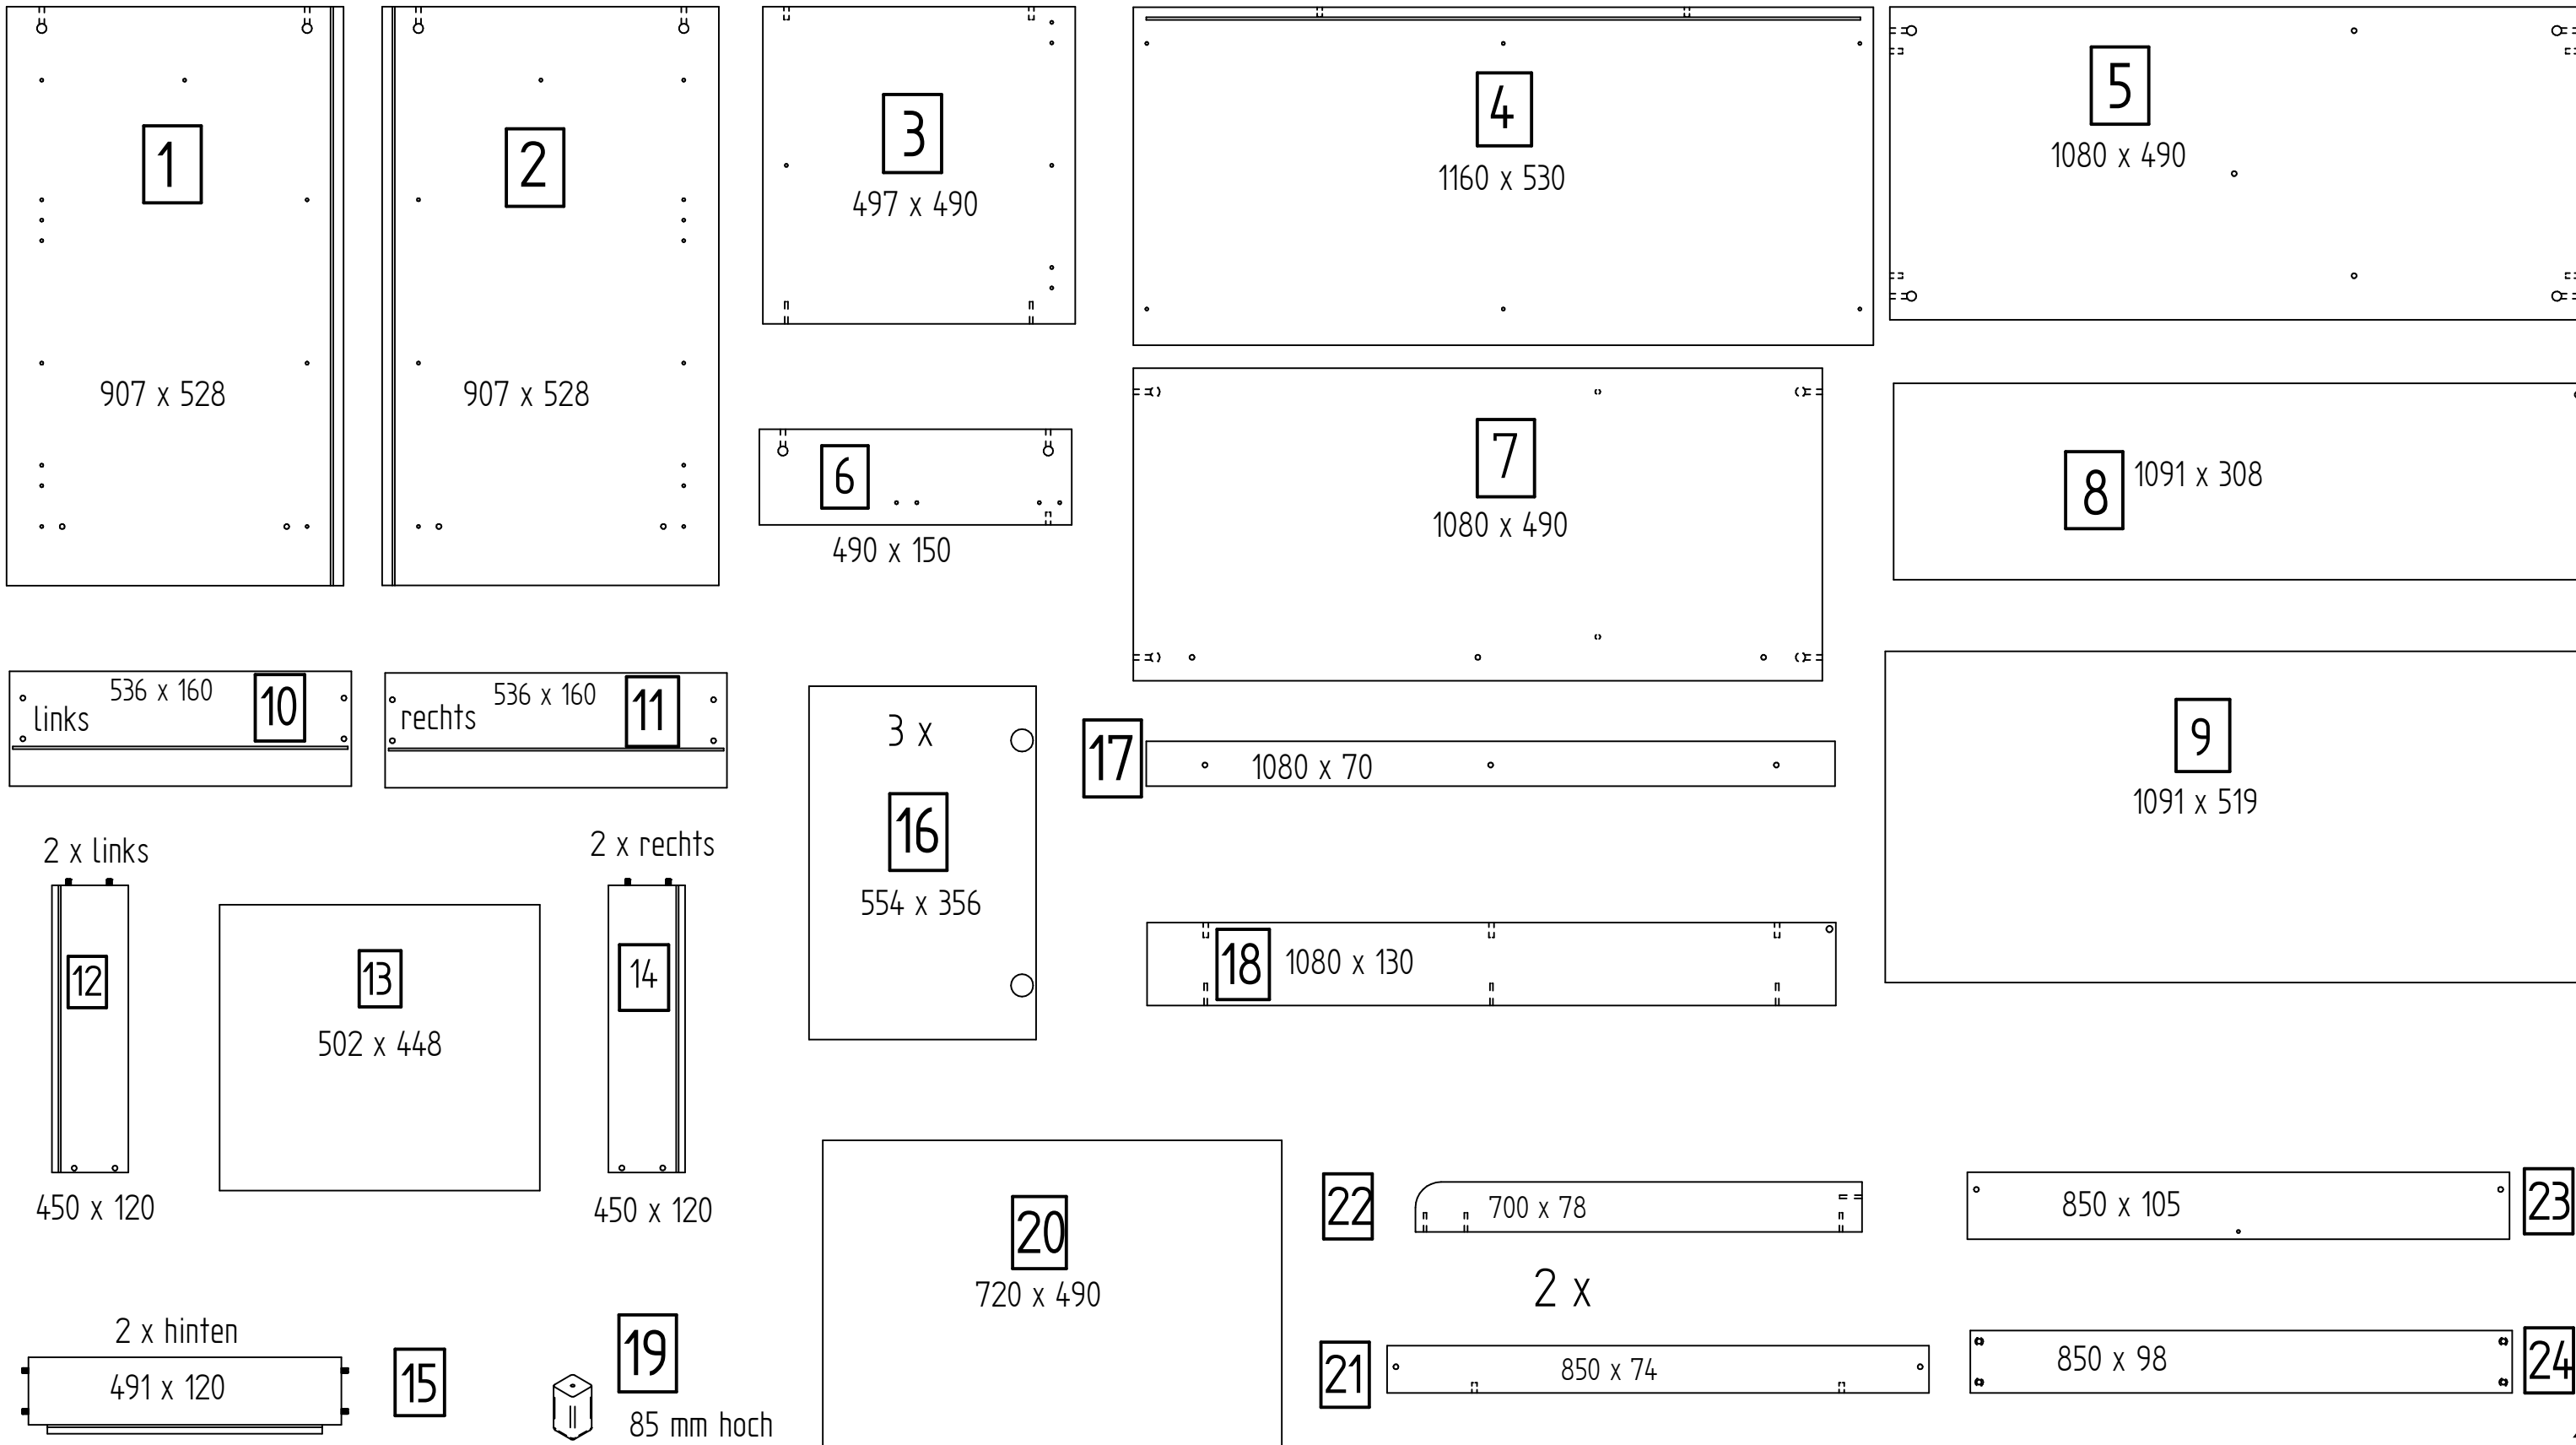 1
907 x 528
2
907 x 528
3
497 x 490
4
1160 x 530
5
1080 x 490
6
490 x 150
7
1080 x 490
8
1091 x 308
9
1091 x 519
536 x 160
10
links
536 x 160
11
rechts
3 x
16
554 x 356
17
1080 x 70
18
1080 x 130
2 x links
12
450 x 120
13
502 x 448
2 x rechts
14
450 x 120
2 x hinten
491 x 120
15
19
85 mm hoch
20
720 x 490
22
700 x 78
2 x
21
850 x 74
850 x 105
23
850 x 98
24